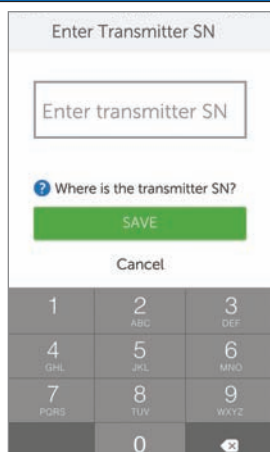 Enter Transmitter SN
Enter transmitter SN
? Where is the transmitter SN?
SAVE
Cancel
1 2 3
ABC DEF
4 5 6
GHI JKL MNO
7 8 9
PQRS TUV WXYZ
0